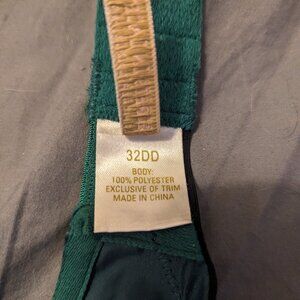 32DD
BODY:
100% POLYESTER
EXCLUSIVE OF TRIM
MADE IN CHINA